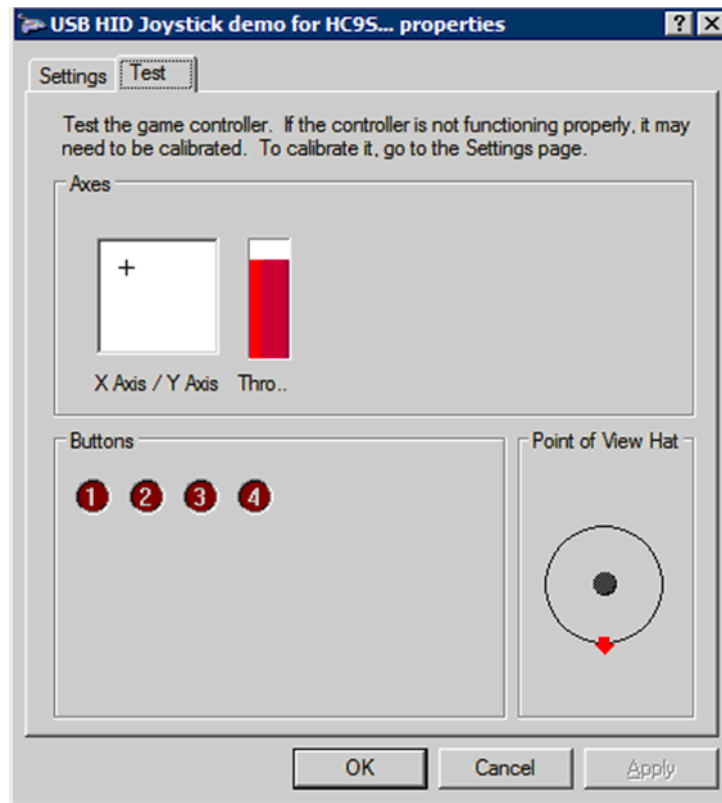 USB HID Joystick demo for HC9S... properties
Settings Test
Test the game controller. If the controller is not functioning properly, it may
need to be calibrated. To calibrate it, go to the Settings page.
Axes
X Axis / Y Axis Thro..
Buttons
Point of View Hat
1 2 3 4
OK Cancel Apply